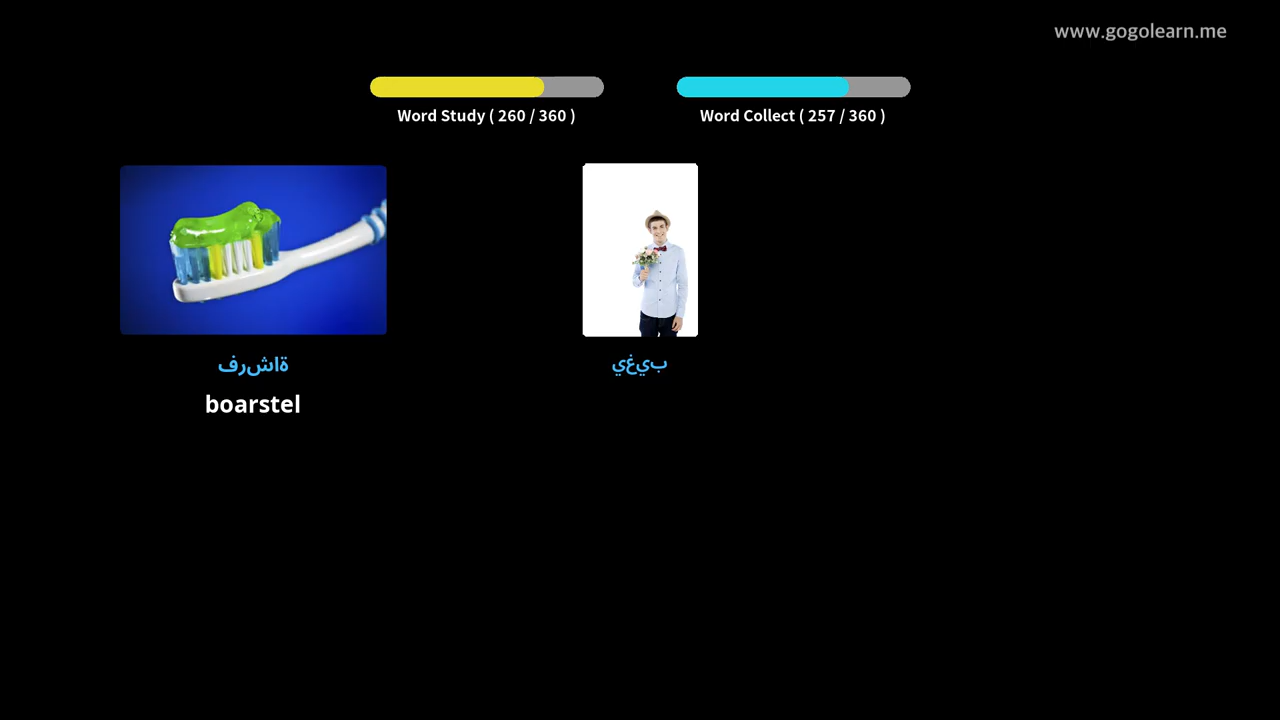 www.gogolearn.me
Word Study ( 260 / 360 )
Word Collect ( 257 / 360 )
ةاشرف
بيغي
boarstel